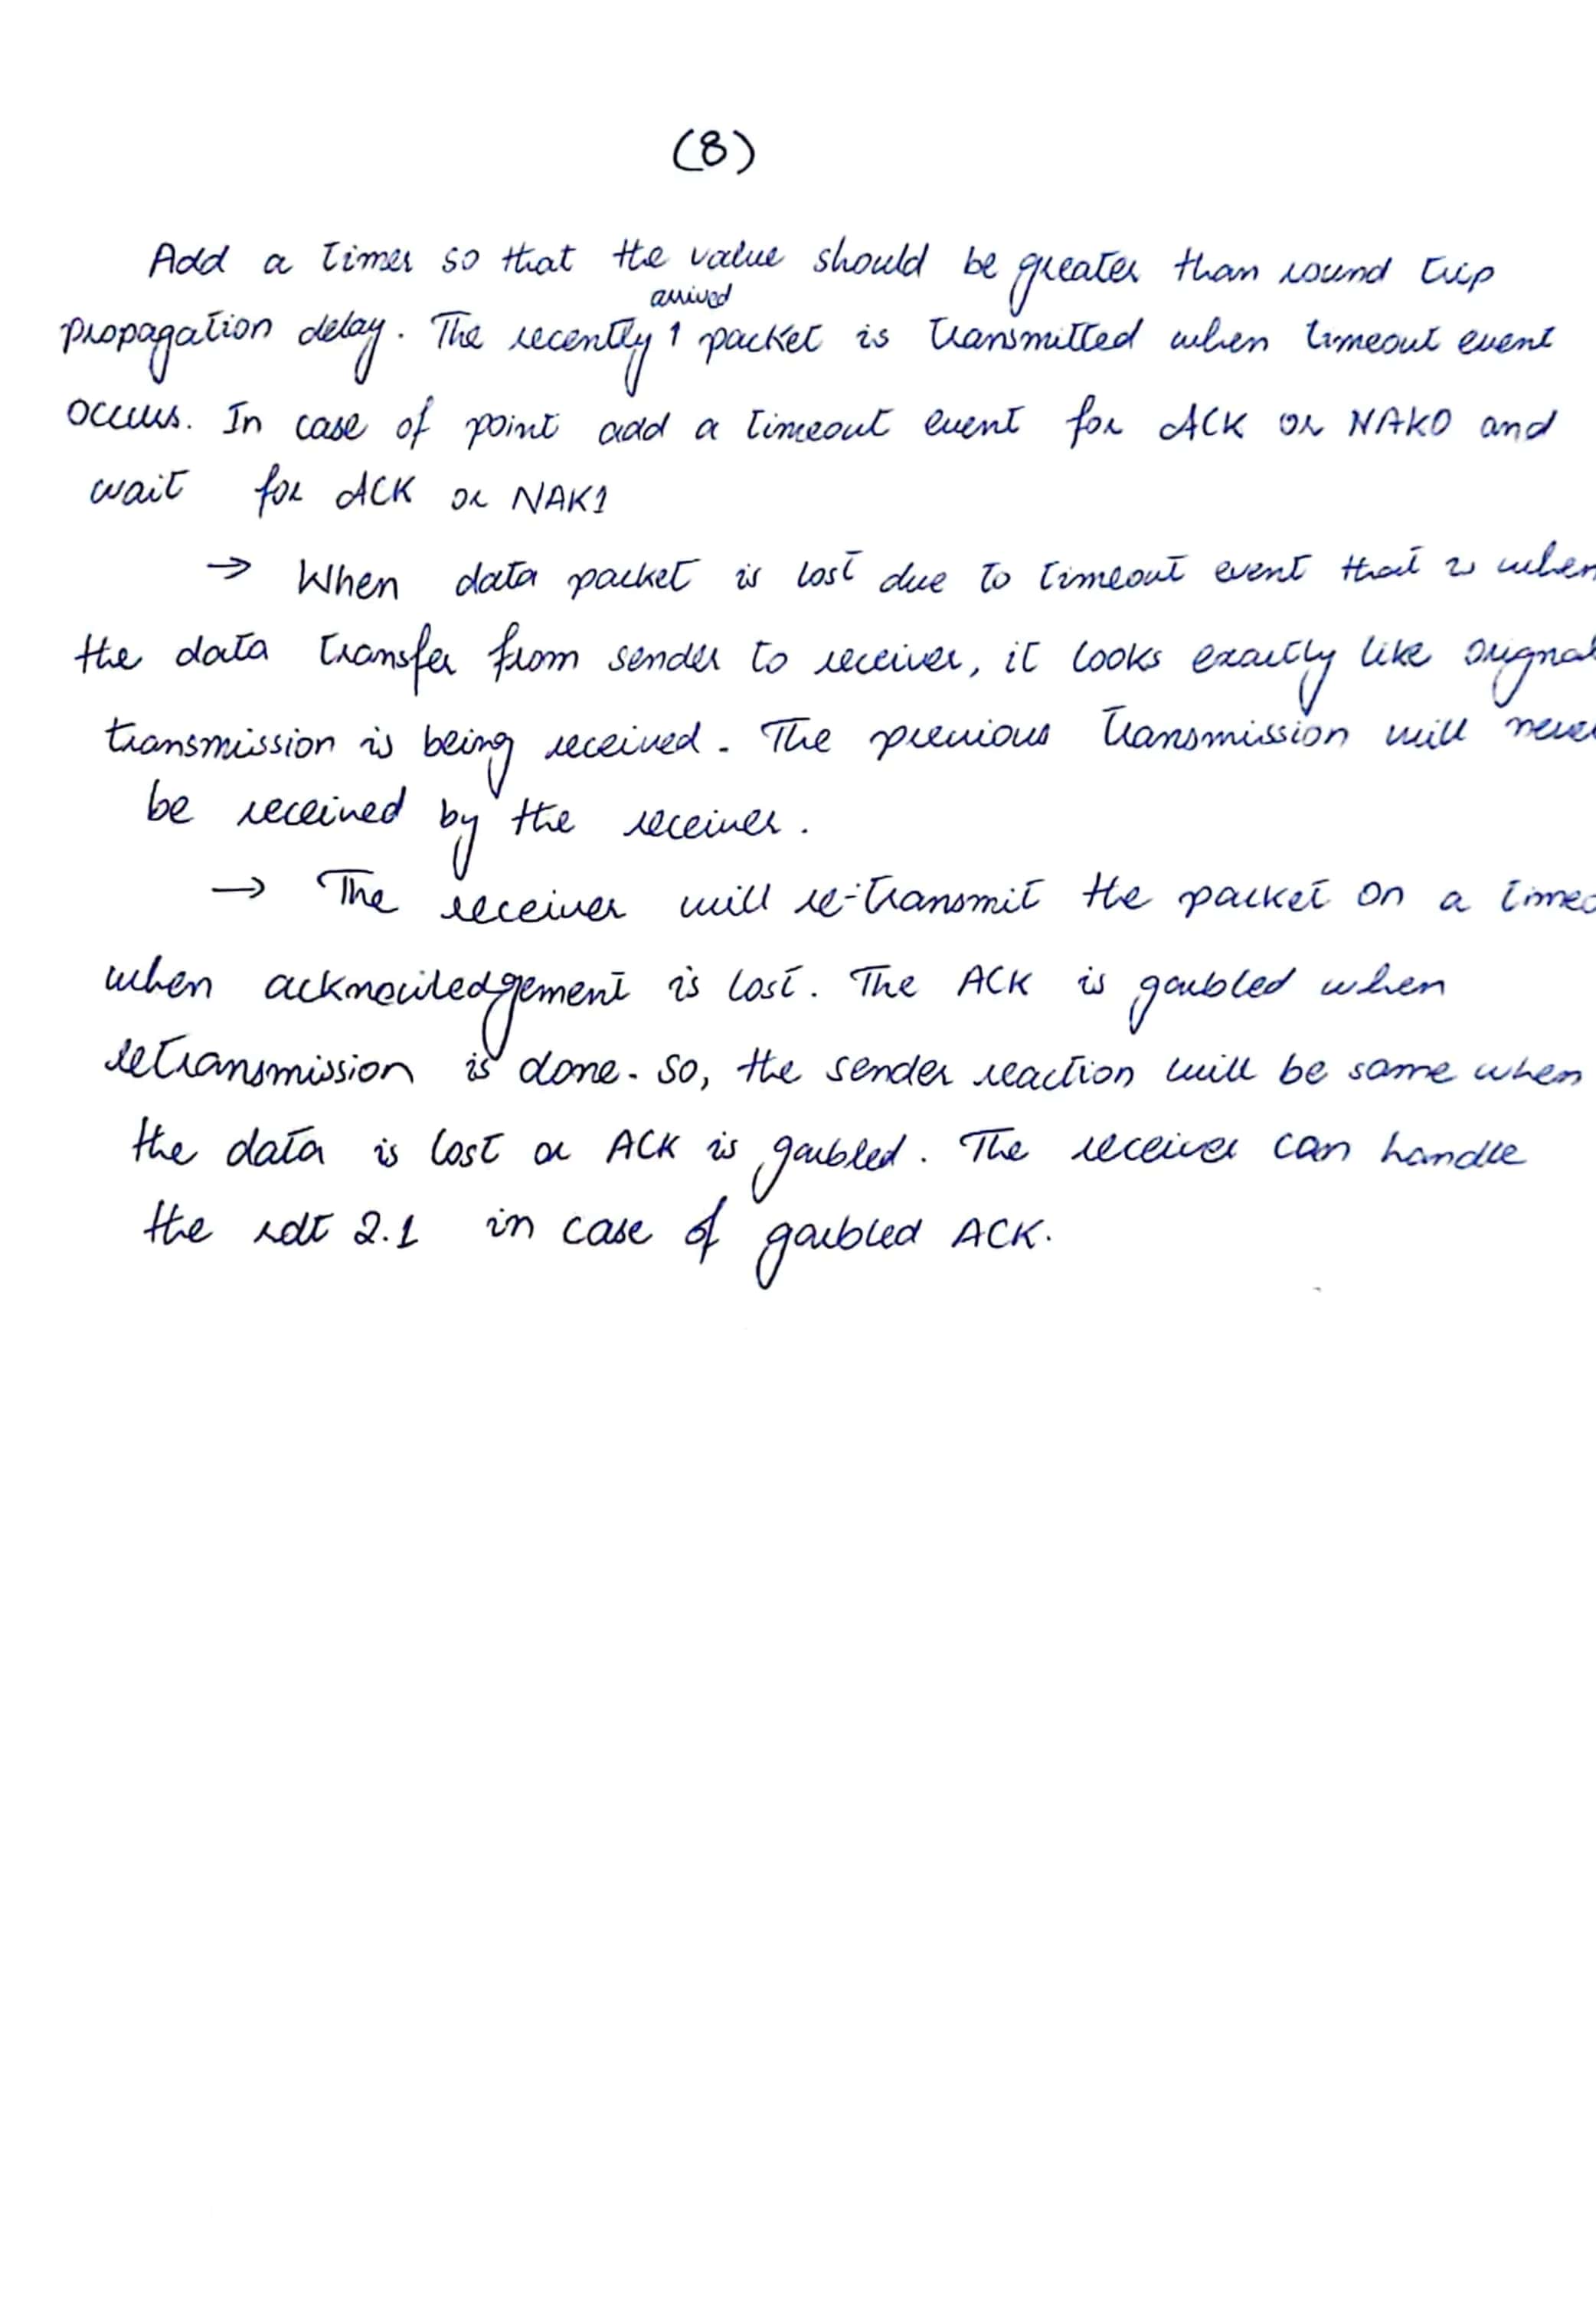 (8)
Add a timer so that the value should be greater than round trip
propagation delay. The recently ↑ arrived packet is transmitted when timeout event
occurs. In case of point add a timeout event for ACK or NAK0 and
wait for ACK or NAK1
→ When data packet is lost due to timeout event that is when
the data transfer from sender to receiver, it looks exactly like orignal
transmission is being received. The previous transmission will never
be received by the receiver.
→ The receiver will re-transmit the packet on a
when acknowledgement is lost. The ACK is garbled when
retransmission is done. So, the sender reaction will be same when
the data is lost or ACK is garbled. The receiver can handle
the rdt 2.1 in case of garbled ACK.